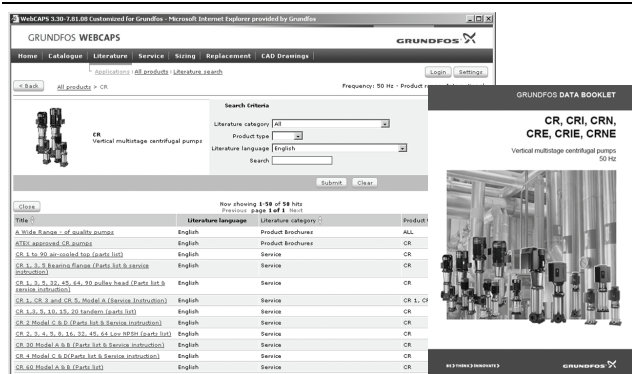 WebCAPS 3.30-7.81.08 Customized for Grundfos - Microsoft Internet Explorer provided by Grundfos
GRUNDFOS WEBCAPS
GRUNDFOS
Home Catalogue Literature Service Sizing Replacement CAD Drawings
Applications All products Literature search
Login Settings
< Back All products > CR
Frequency: 50 Hz - Product
CR
Vertical multistage centrifugal pumps
Search Criteria
Literature category All
Product type
Literature language English
Search
Submit Clear
Close
Now showing 1-58 of 58 hits
Previous page 1 of 1 Next
Title Literature language Literature category Product
A Wide Range - of quality pumps English Product Brochures ALL
ATEX approved CR pumps English Product Brochures CR
CR 1 to 90 air-cooled top (parts list) English Service CR
CR 1, 3, 5 Bearing flange (Parts list & service
instruction) English Service CR
CR 1, 3, 5, 32, 45, 64, 90 pulley head (Parts list &
service instruction) English Service CR
CR 1, CR 3 and CR 5, Model A (Service Instruction) English Service CR 1, CR
CR 1,3, 5, 10, 15, 20 tandem (parts list) English Service CR
CR 2 Model C & D (Parts list & Service instruction) English Service CR
CR 2, 3, 4, 5, 8, 16, 32, 45, 64 Low NPSH (parts list) English Service CR
CR 30 Model A & B (Parts list & Service instruction) English Service CR
CR 4 Model C & D(Parts list & Service instruction) English Service CR
CR 60 Model A & B (Parts list) English Service CR
GRUNDFOS DATA BOOKLET
CR, CRI, CRN,
CRE, CRIE, CRNE
Vertical multistage centrifugal pumps
50 Hz
BE > THINK > INNOVATE >
GRUNDFOS